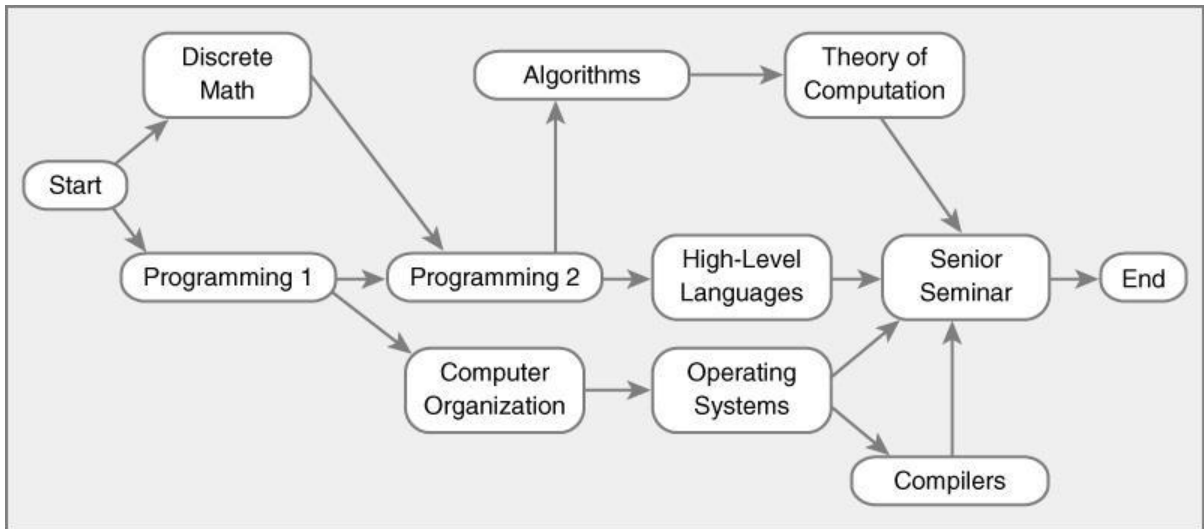 Discrete
Math
Algorithms
Theory of
Computation
Start
Programming 1
Programming 2
High-Level
Languages
Senior
Seminar
End
Computer
Organization
Operating
Systems
Compilers